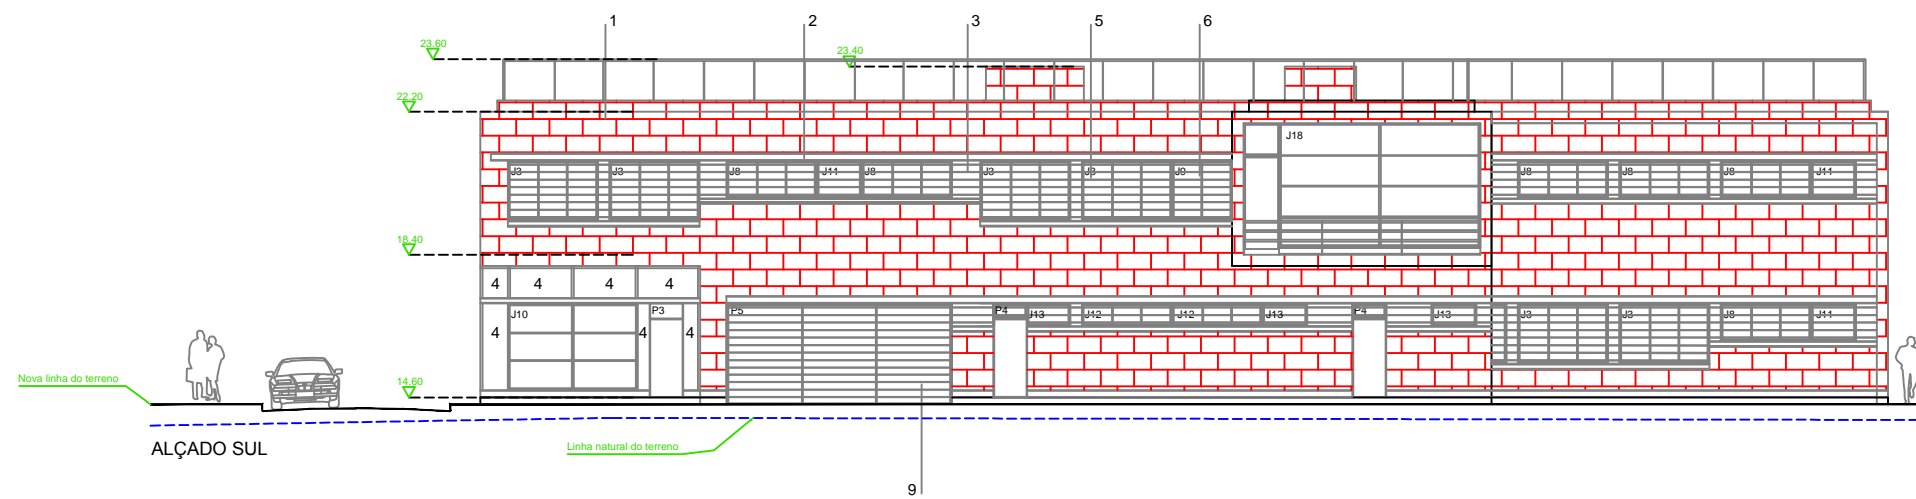 1 2 3 5 6
23.60
23.40
22.20
J18
J3 J3 J8 J11 J8 J3 J3 J9 J8 J8 J8 J11
18.40
4 4 4 4
J10 P3 P5 P4 J13 J12 J12 J13 P4 J13 J3 J3 J8 J11
4 4 4
Nova linha do terreno
14.60
ALÇADO SUL
Linha natural do terreno
9